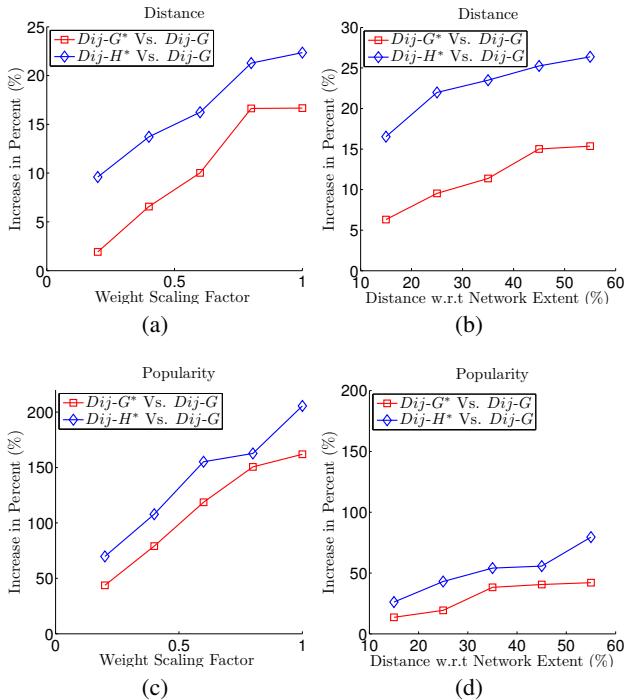 Distance
Dij-G* Vs. Dij-G
Dij-H* Vs. Dij-G
Increase in Percent (%)
25
20
15
10
5
0
0
0.5
1
Weight Scaling Factor
(a)
Distance
Dij-G* Vs. Dij-G
Dij-H* Vs. Dij-G
Increase in Percent (%)
30
25
20
15
10
5
0
10
20
30
40
50
60
Distance w.r.t Network Extent (%)
(b)
Popularity
Dij-G* Vs. Dij-G
Dij-H* Vs. Dij-G
Increase in Percent (%)
200
150
100
50
0
0
0.5
1
Weight Scaling Factor
(c)
Popularity
Dij-G* Vs. Dij-G
Dij-H* Vs. Dij-G
Increase in Percent (%)
200
150
100
50
0
10
20
30
40
50
60
Distance w.r.t Network Extent (%)
(d)